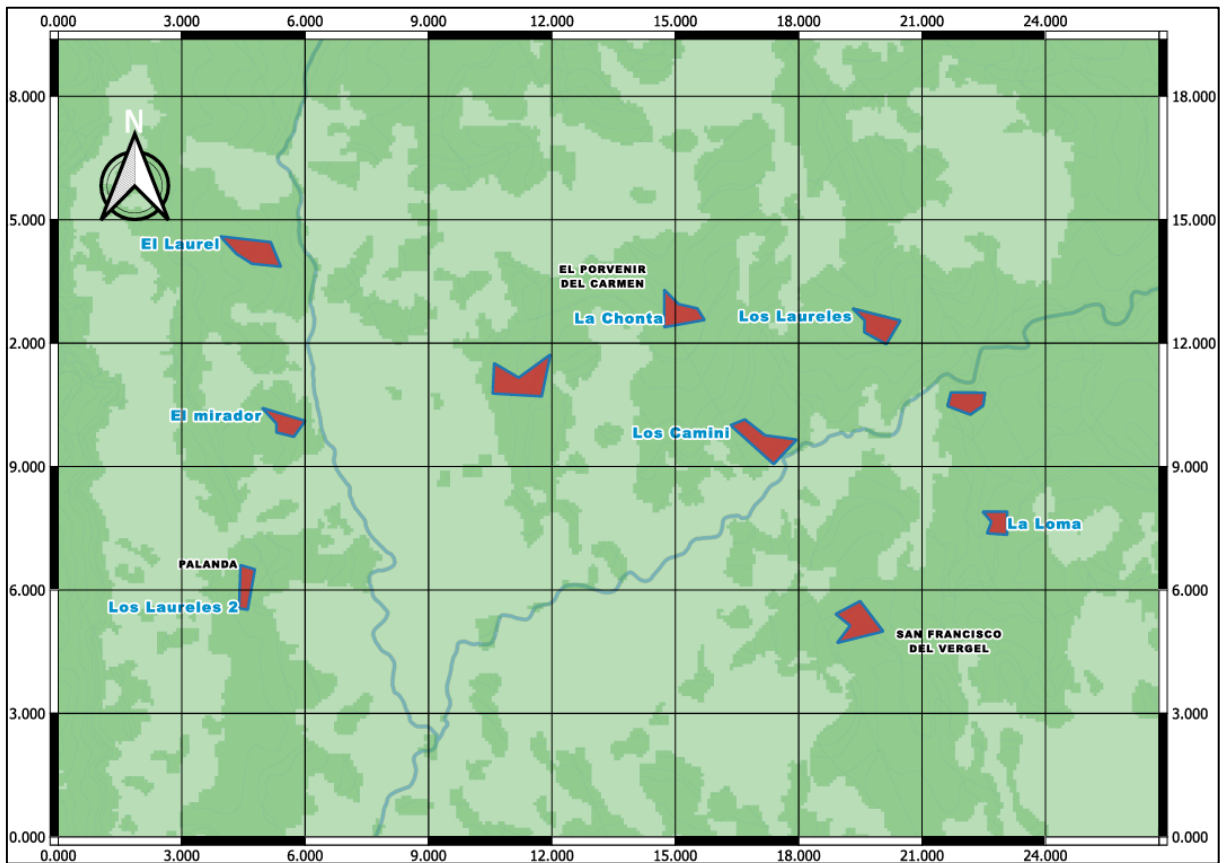 0.000 3.000 6.000 9.000 12.000 15.000 18.000 21.000 24.000
8.000 18.000
N
5.000 15.000
El Laurel
EL PORVENIR
DEL CARMEN
La Chonta
Los Laureles
2.000 12.000
El mirador
Los Camini
9.000 9.000
La Loma
PALANDA
6.000 6.000
Los Laureles 2
SAN FRANCISCO
DEL VERGEL
3.000 3.000
0.000 0.000
0.000 3.000 6.000 9.000 12.000 15.000 18.000 21.000 24.000